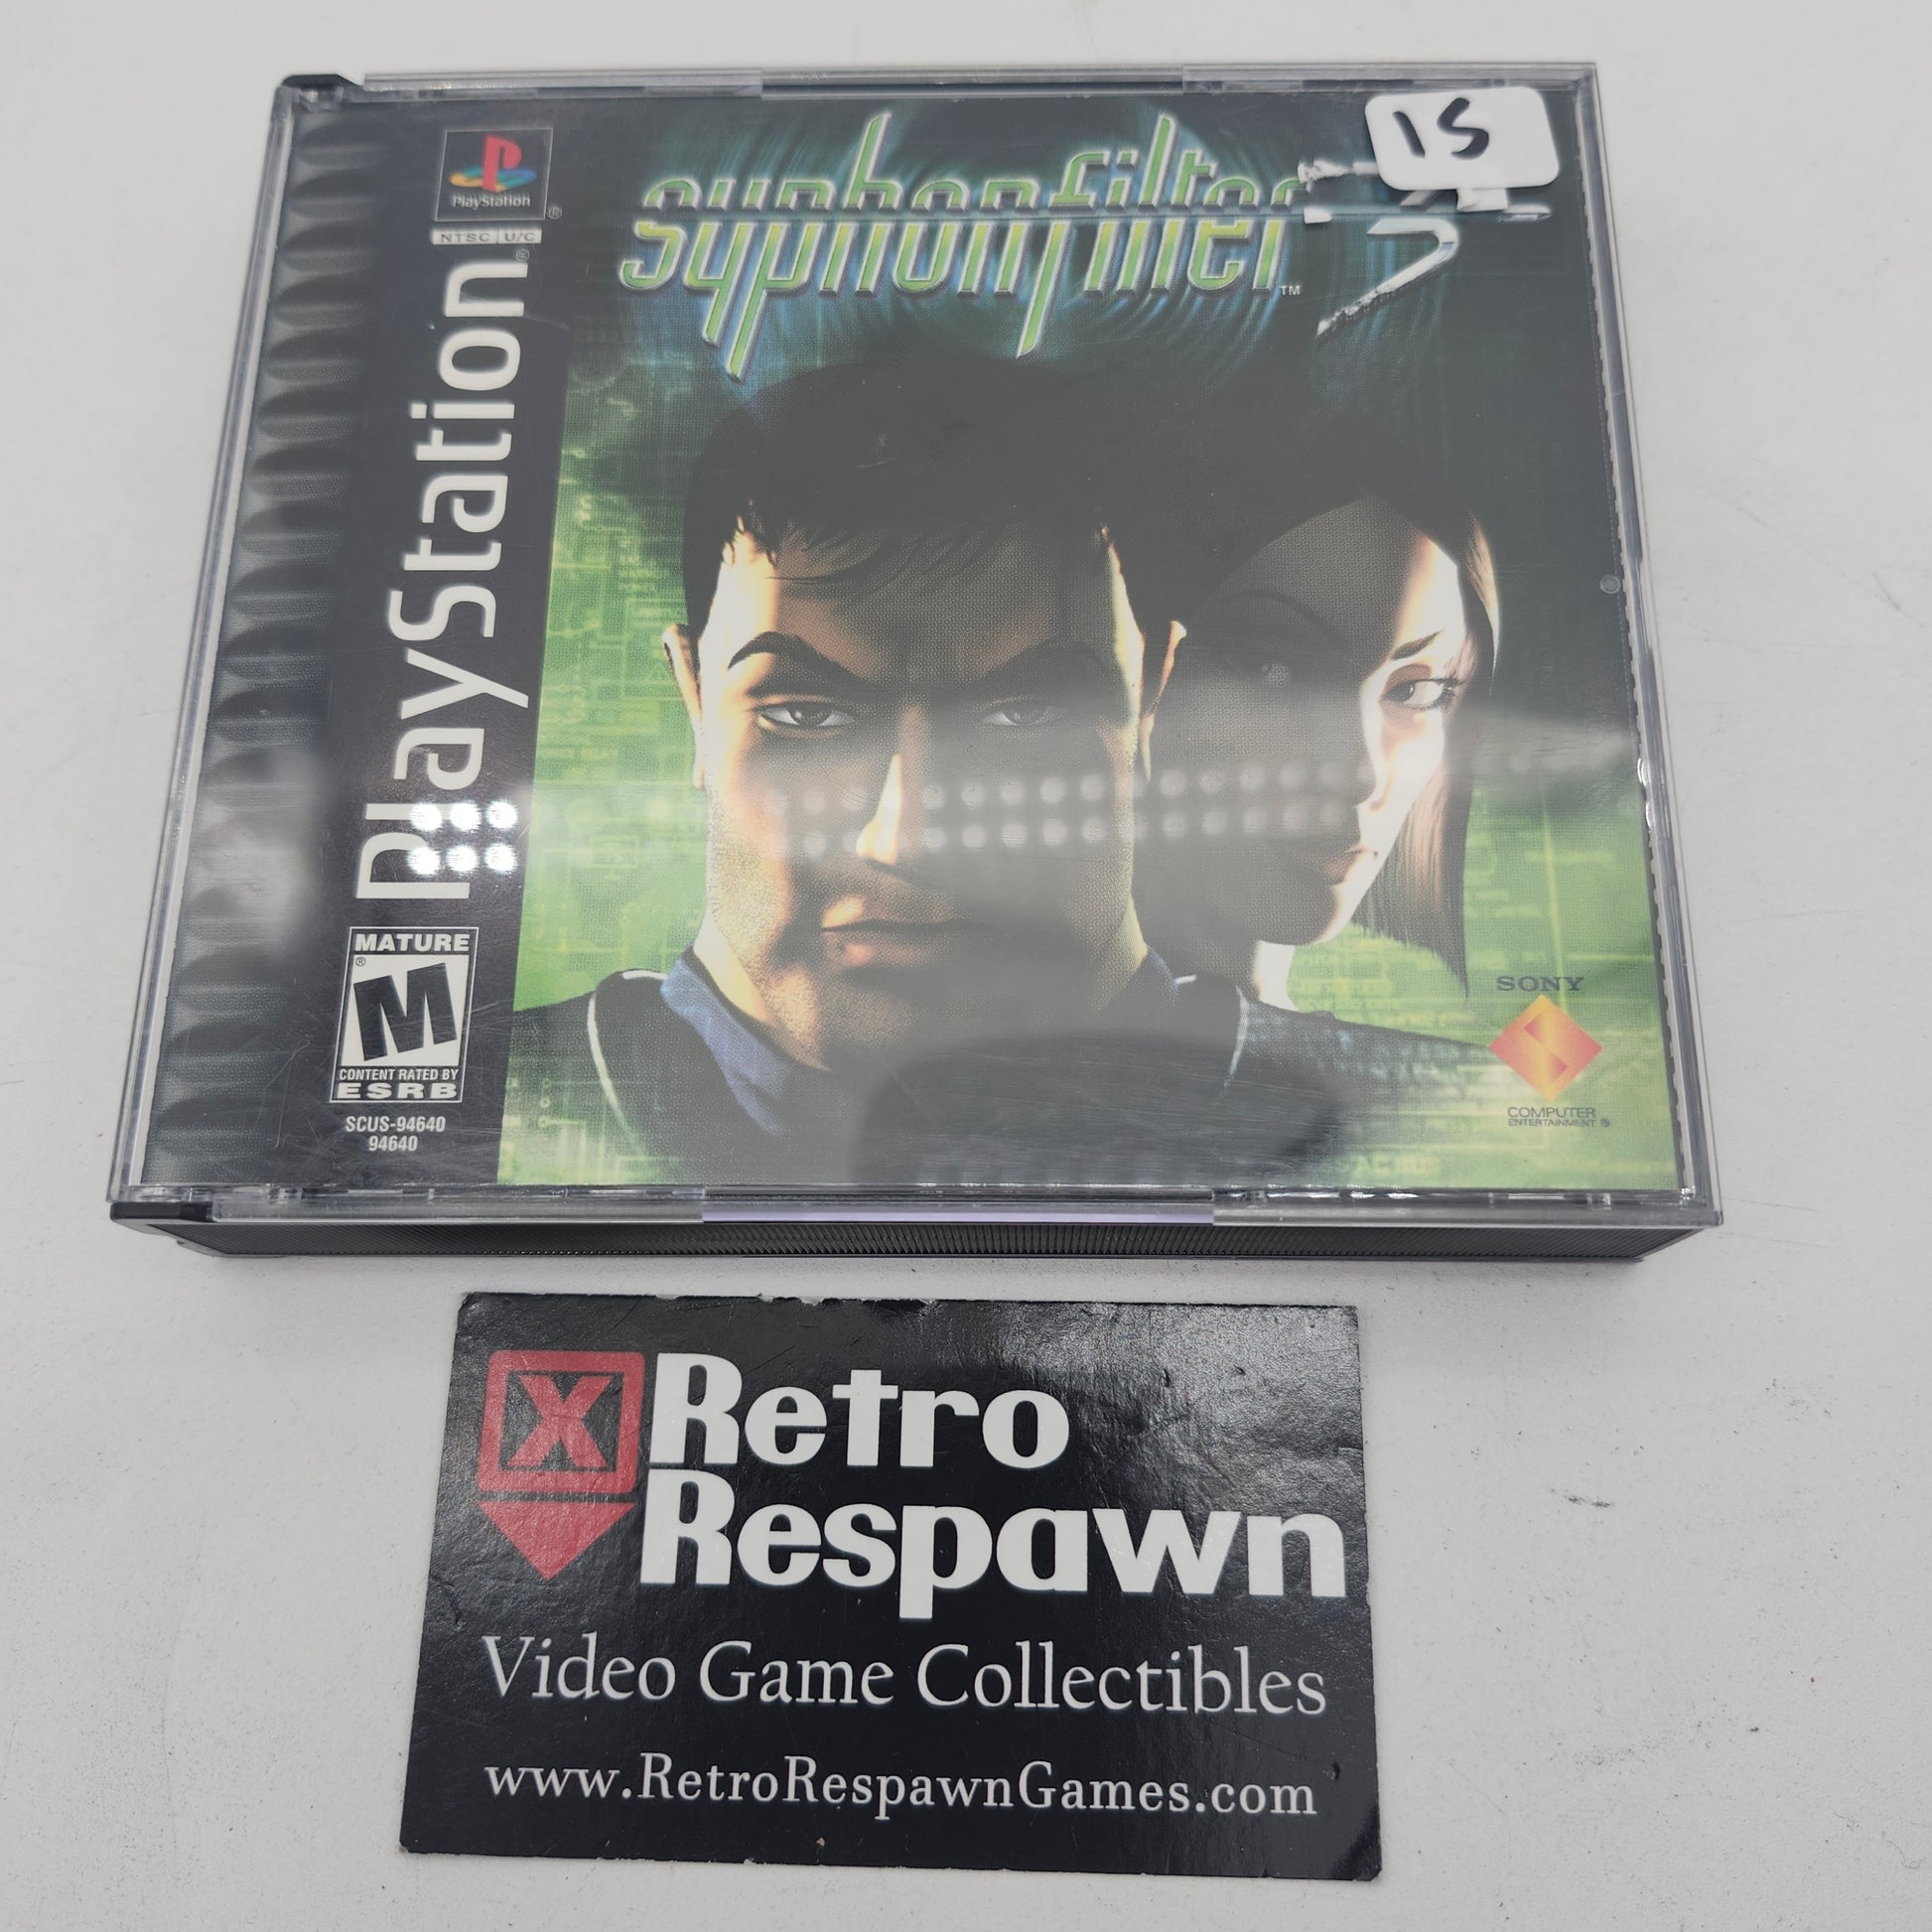 PlayStation
NTSC U/C
PlayStation
syphonfilter 3
TM
15
MATURE
M
CONTENT RATED BY
ESRB
SCUS-94640
94640
SONY
COMPUTER
ENTERTAINMENT
X Retro
Respawn
Video Game Collectibles
www.RetroRespawnGames.com